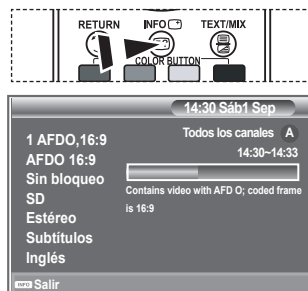 RETURN INFO TEXT/MIX
COLOR BUTTON
14:30 Sáb1 Sep
Todos los canales A
14:30~14:33
1 AFDO,16:9
AFDO 16:9
Sin bloqueo
SD
Estéreo
Subtítulos
Inglés
Contains video with AFD O; coded frame
is 16:9
INFO Salir